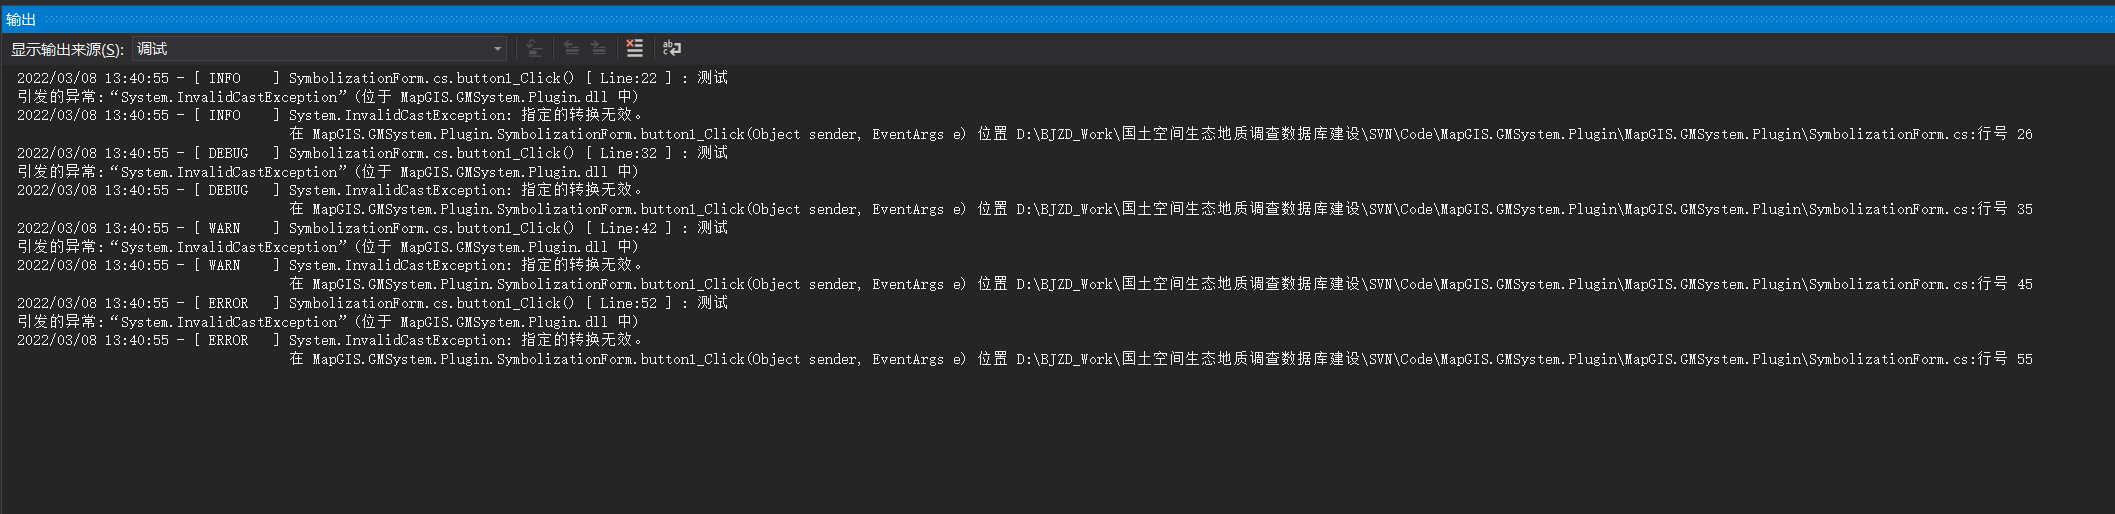 输出
显示输出来源(S): 调试
2022/03/08 13:40:55 - [ INFO    ] SymbolizationForm.cs.button1_Click() [ Line:22 ] : 测试
引发的异常:“System.InvalidCastException”(位于 MapGIS.GMSystem.Plugin.dll 中)
2022/03/08 13:40:55 - [ INFO    ] System.InvalidCastException: 指定的转换无效。
在 MapGIS.GMSystem.Plugin.SymbolizationForm.button1_Click(Object sender, EventArgs e) 位置 D:\BJZD_Work\国土空间生态地质调查数据库建设\SVN\Code\MapGIS.GMSystem.Plugin\MapGIS.GMSystem.Plugin\SymbolizationForm.cs:行号 26
2022/03/08 13:40:55 - [ DEBUG   ] SymbolizationForm.cs.button1_Click() [ Line:32 ] : 测试
引发的异常:“System.InvalidCastException”(位于 MapGIS.GMSystem.Plugin.dll 中)
2022/03/08 13:40:55 - [ DEBUG   ] System.InvalidCastException: 指定的转换无效。
在 MapGIS.GMSystem.Plugin.SymbolizationForm.button1_Click(Object sender, EventArgs e) 位置 D:\BJZD_Work\国土空间生态地质调查数据库建设\SVN\Code\MapGIS.GMSystem.Plugin\MapGIS.GMSystem.Plugin\SymbolizationForm.cs:行号 35
2022/03/08 13:40:55 - [ WARN    ] SymbolizationForm.cs.button1_Click() [ Line:42 ] : 测试
引发的异常:“System.InvalidCastException”(位于 MapGIS.GMSystem.Plugin.dll 中)
2022/03/08 13:40:55 - [ WARN    ] System.InvalidCastException: 指定的转换无效。
在 MapGIS.GMSystem.Plugin.SymbolizationForm.button1_Click(Object sender, EventArgs e) 位置 D:\BJZD_Work\国土空间生态地质调查数据库建设\SVN\Code\MapGIS.GMSystem.Plugin\MapGIS.GMSystem.Plugin\SymbolizationForm.cs:行号 45
2022/03/08 13:40:55 - [ ERROR   ] SymbolizationForm.cs.button1_Click() [ Line:52 ] : 测试
引发的异常:“System.InvalidCastException”(位于 MapGIS.GMSystem.Plugin.dll 中)
2022/03/08 13:40:55 - [ ERROR   ] System.InvalidCastException: 指定的转换无效。
在 MapGIS.GMSystem.Plugin.SymbolizationForm.button1_Click(Object sender, EventArgs e) 位置 D:\BJZD_Work\国土空间生态地质调查数据库建设\SVN\Code\MapGIS.GMSystem.Plugin\MapGIS.GMSystem.Plugin\SymbolizationForm.cs:行号 55